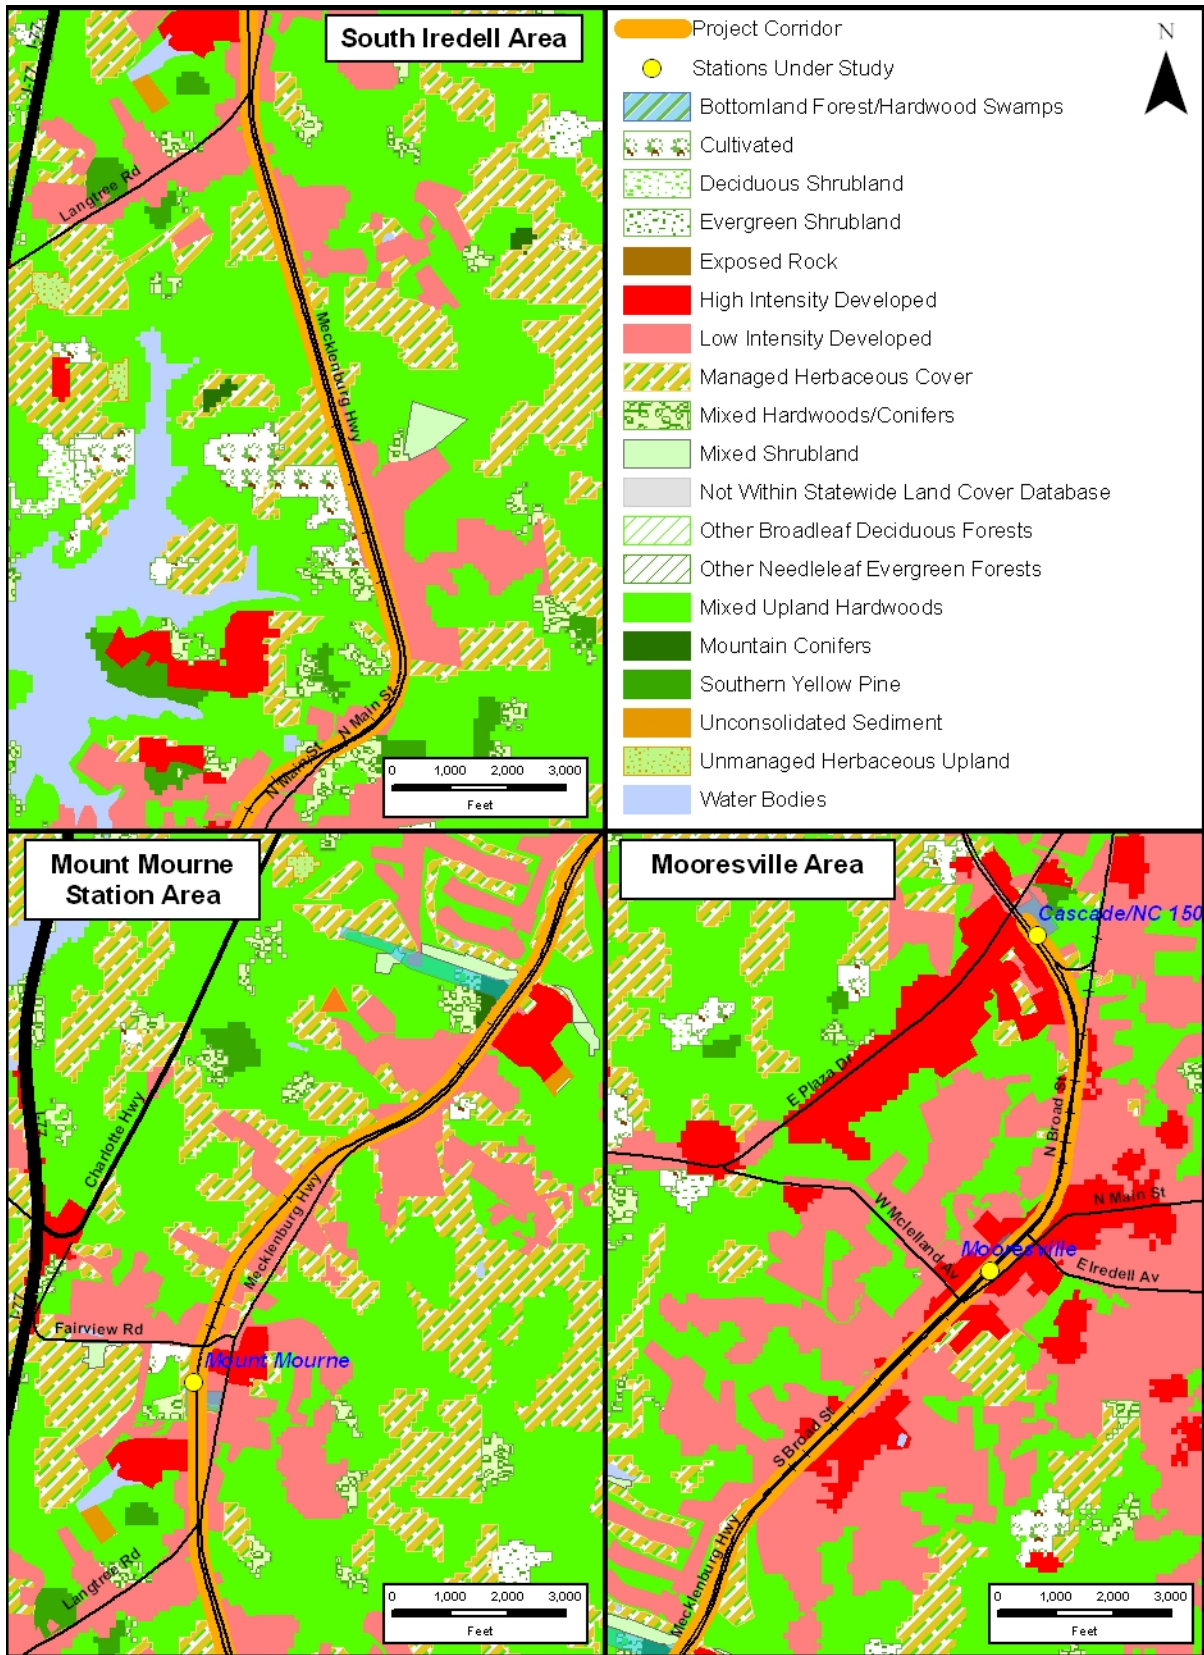 South Iredell Area
I-77
I-77
Langtree Rd
Mecklenburg Hwy
N Main St
N Main St
0 1,000 2,000 3,000
Feet
Project Corridor
Stations Under Study
Bottomland Forest/Hardwood Swamps
Cultivated
Deciduous Shrubland
Evergreen Shrubland
Exposed Rock
High Intensity Developed
Low Intensity Developed
Managed Herbaceous Cover
Mixed Hardwoods/Conifers
Mixed Shrubland
Not Within Statewide Land Cover Database
Other Broadleaf Deciduous Forests
Other Needleleaf Evergreen Forests
Mixed Upland Hardwoods
Mountain Conifers
Southern Yellow Pine
Unconsolidated Sediment
Unmanaged Herbaceous Upland
Water Bodies
N
Mount Mourne
Station Area
Charlotte Hwy
I-77
I-77
Mecklenburg Hwy
Fairview Rd
Mount Mourne
Langtree Rd
0 1,000 2,000 3,000
Feet
Mooresville Area
Cascade/NC 150
E Plaza Dr
N Broad St
N Main St
W Mclelland Av
Mooresville
E Iredell Av
S Broad St
Mecklenburg Hwy
0 1,000 2,000 3,000
Feet